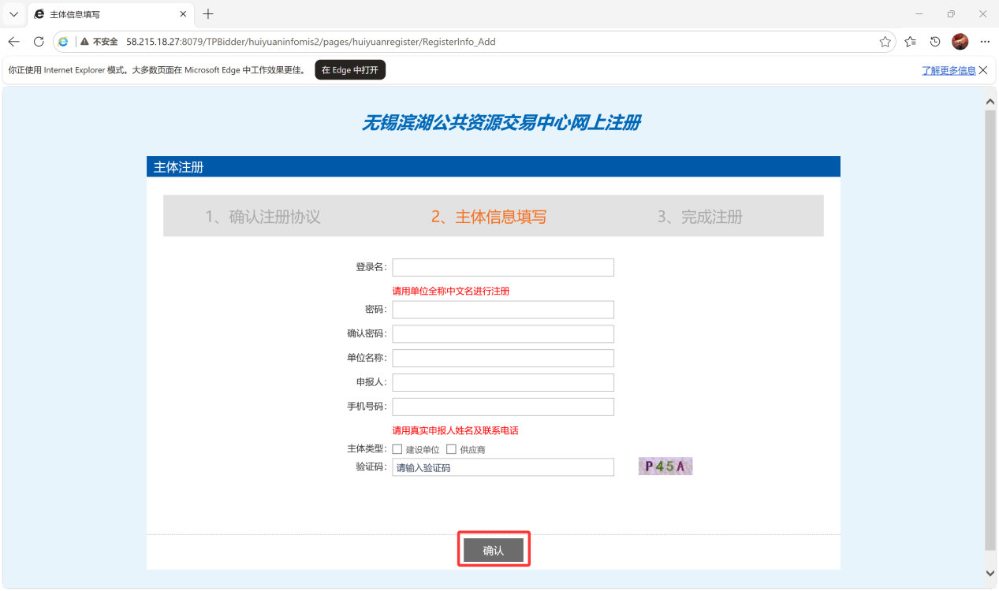 主体信息填写
不安全 58.215.18.27:8079/TPBidder/huiyuaninfomis2/pages/huiyuanregister/RegisterInfo_Add
你正使用 Internet Explorer 模式。大多数页面在 Microsoft Edge 中工作效果更佳。 在 Edge 中打开 了解更多信息
无锡滨湖公共资源交易中心网上注册
主体注册
1、确认注册协议 2、主体信息填写 3、完成注册
登录名：
请用单位全称中文名进行注册
密码：
确认密码：
单位名称：
申报人：
手机号码：
请用真实申报人姓名及联系电话
主体类型： 建设单位 供应商
验证码： 请输入验证码 P45A
确认